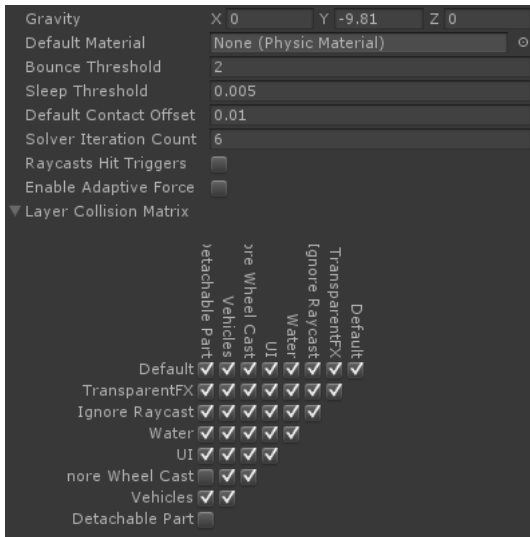 Gravity X 0 Y -9.81 Z 0
Default Material None (Physic Material)
Bounce Threshold 2
Sleep Threshold 0.005
Default Contact Offset 0.01
Solver Iteration Count 6
Raycasts Hit Triggers
Enable Adaptive Force
Layer Collision Matrix
etachable Part
Vehicles
ore Wheel Cast
UI
Water
Ignore Raycast
TransparentFX
Default
Default
TransparentFX
Ignore Raycast
Water
UI
nore Wheel Cast
Vehicles
Detachable Part